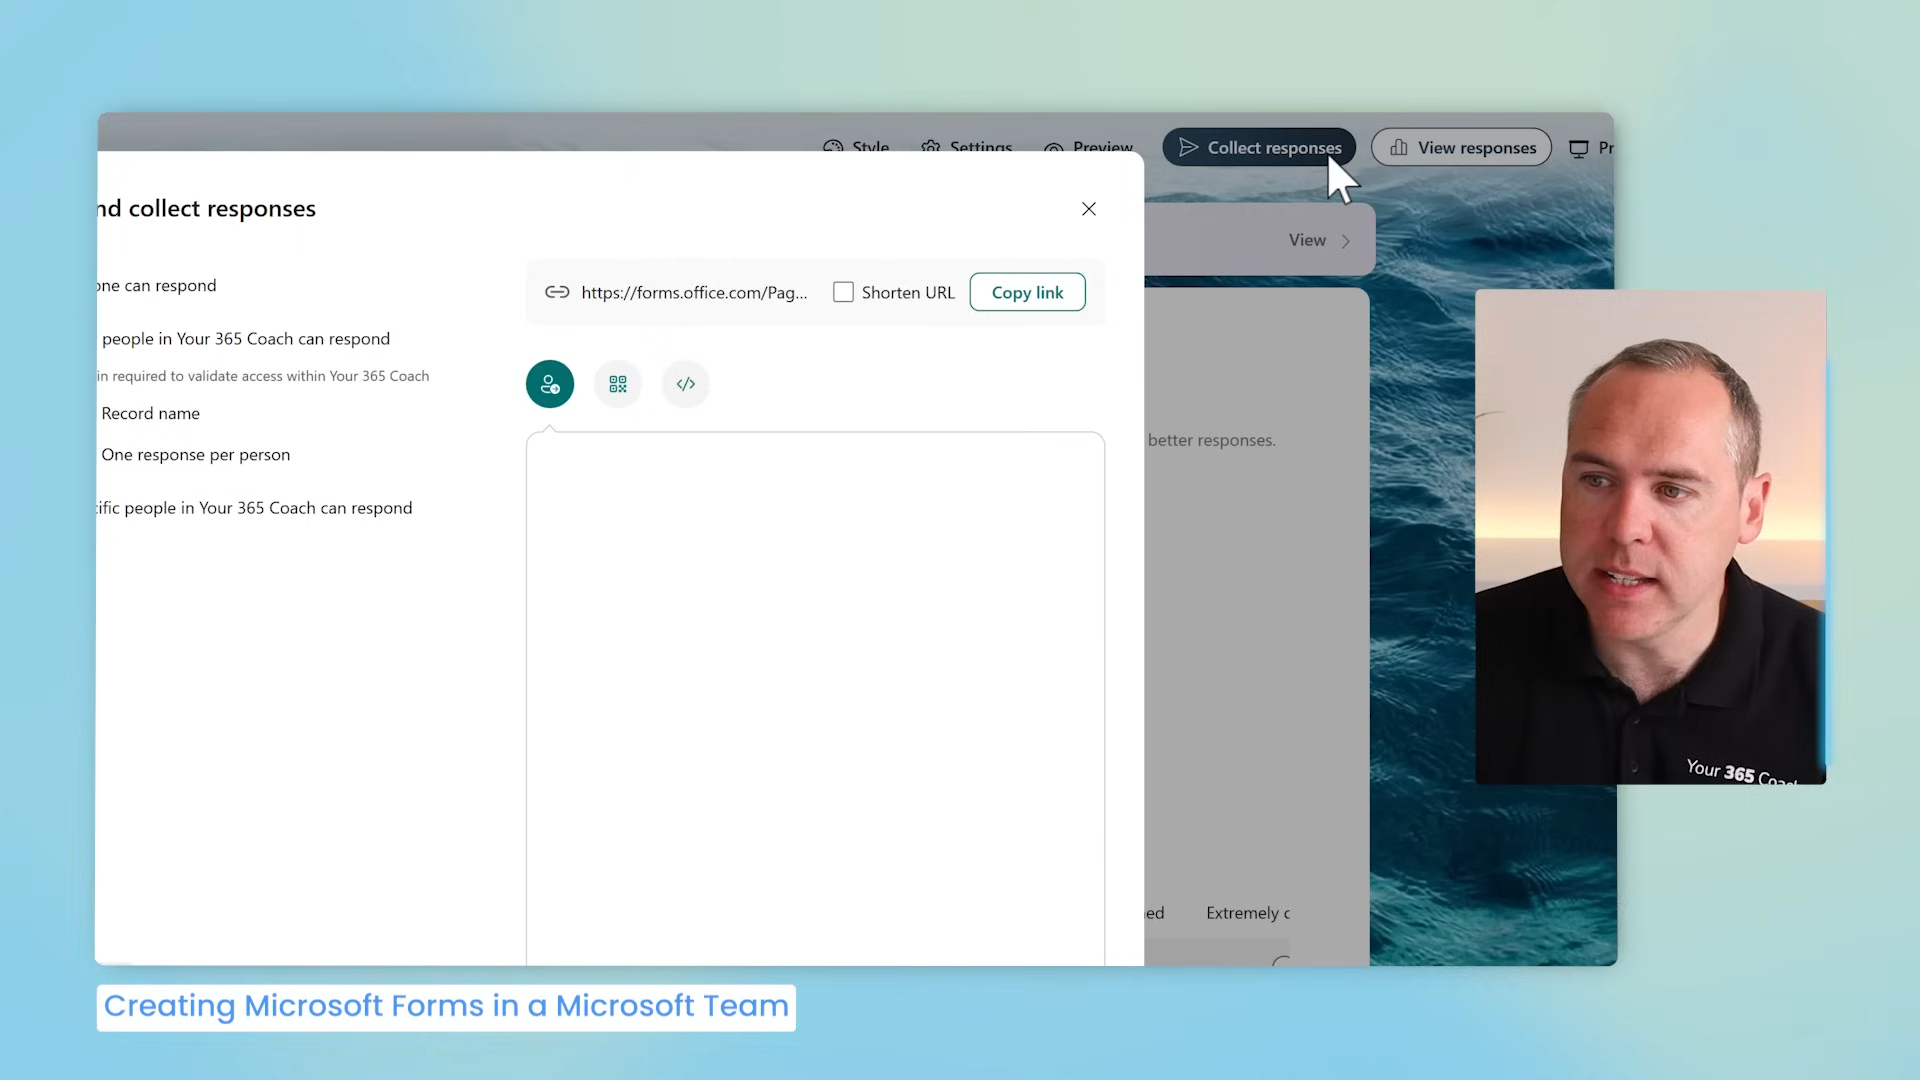 Style Settings Preview Collect responses View responses Pr
nd collect responses
View
one can respond
https://forms.office.com/Pag... Shorten URL Copy link
people in Your 365 Coach can respond
in required to validate access within Your 365 Coach
Record name
One response per person
better responses.
cific people in Your 365 Coach can respond
Your 365 Coach
ed Extremely c
Creating Microsoft Forms in a Microsoft Team